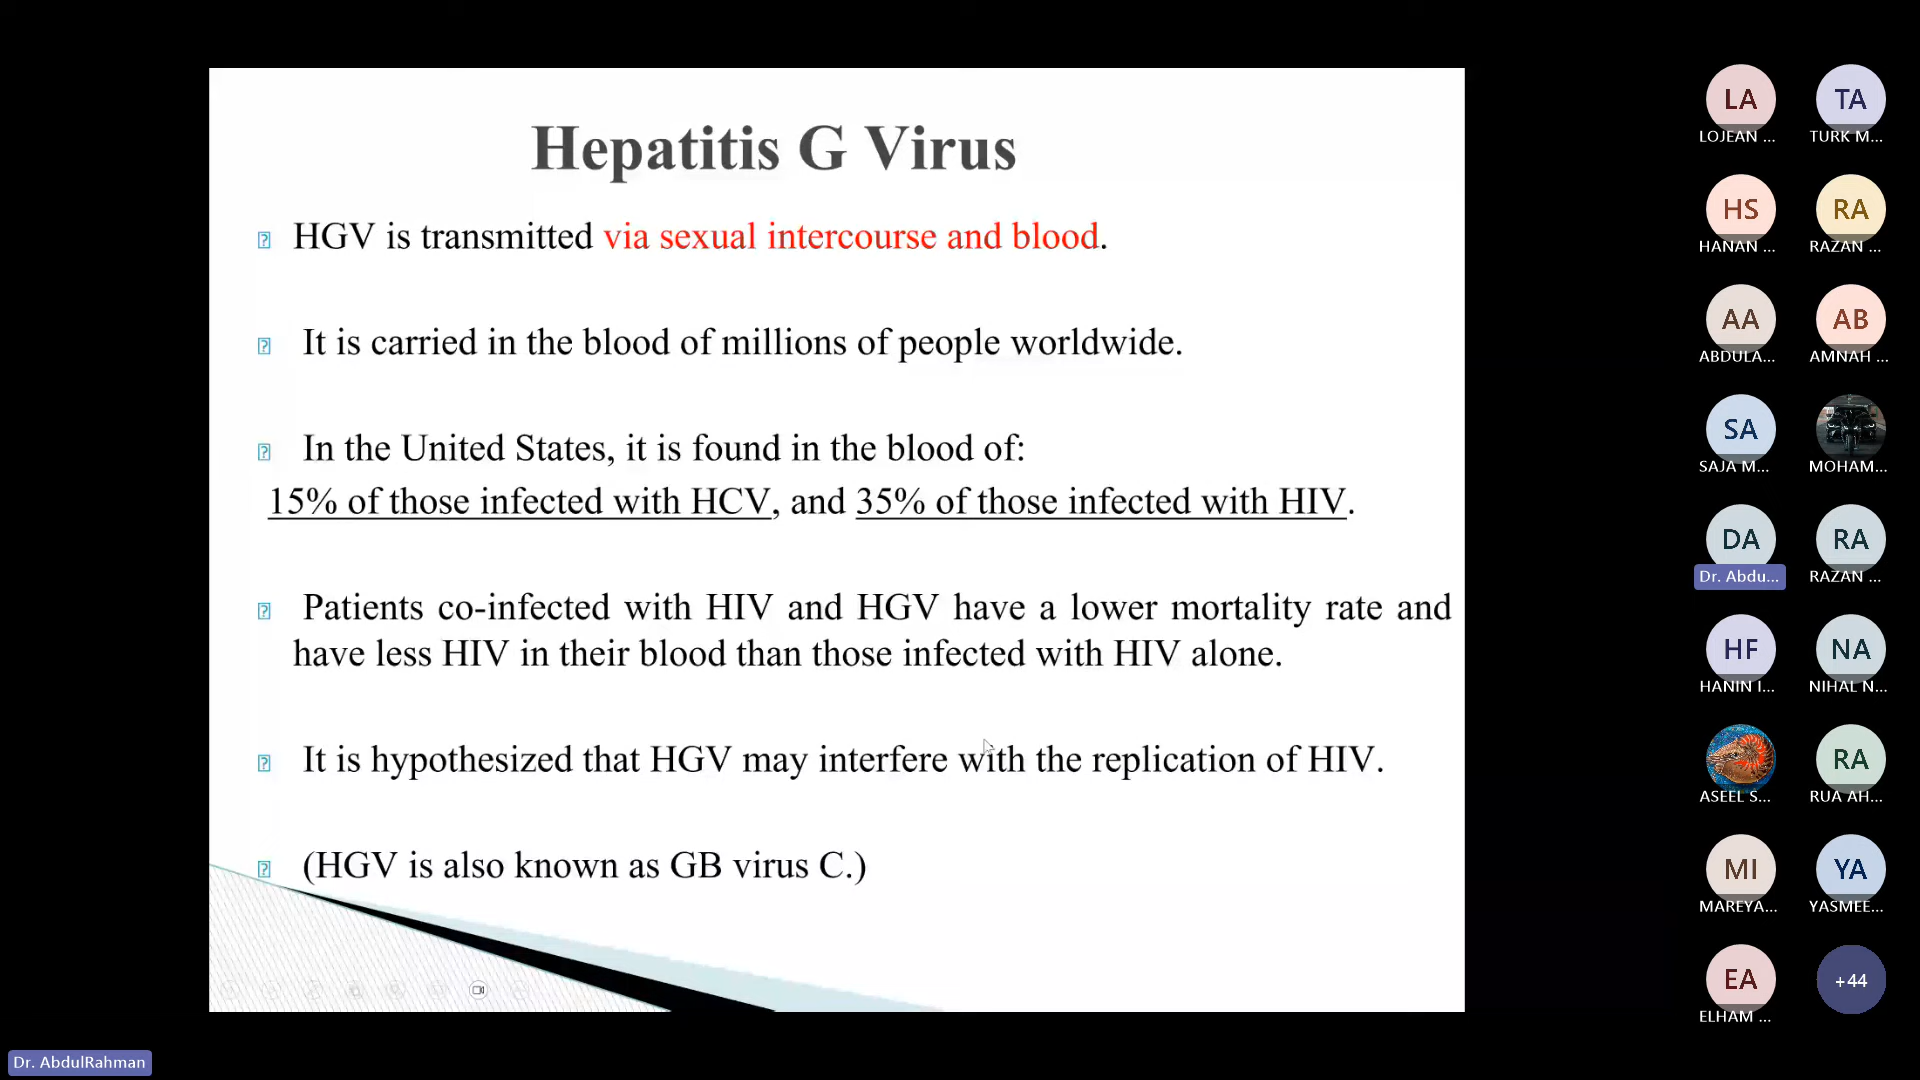 Hepatitis G Virus
HGV is transmitted via sexual intercourse and blood.
It is carried in the blood of millions of people worldwide.
In the United States, it is found in the blood of:
15% of those infected with HCV, and 35% of those infected with HIV.
Patients co-infected with HIV and HGV have a lower mortality rate and
have less HIV in their blood than those infected with HIV alone.
It is hypothesized that HGV may interfere with the replication of HIV.
(HGV is also known as GB virus C.)
LA
LOJEAN ...
TA
TURK M...
HS
HANAN ...
RA
RAZAN ...
AA
ABDULA...
AB
AMNAH ...
SA
SAJA M...
MOHAM...
DA
Dr. Abdu...
RA
RAZAN ...
HF
HANIN I...
NA
NIHAL N...
ASEEL S...
RA
RUA AH...
MI
MAREYA...
YA
YASMEE...
EA
ELHAM ...
+44
Dr. AbdulRahman